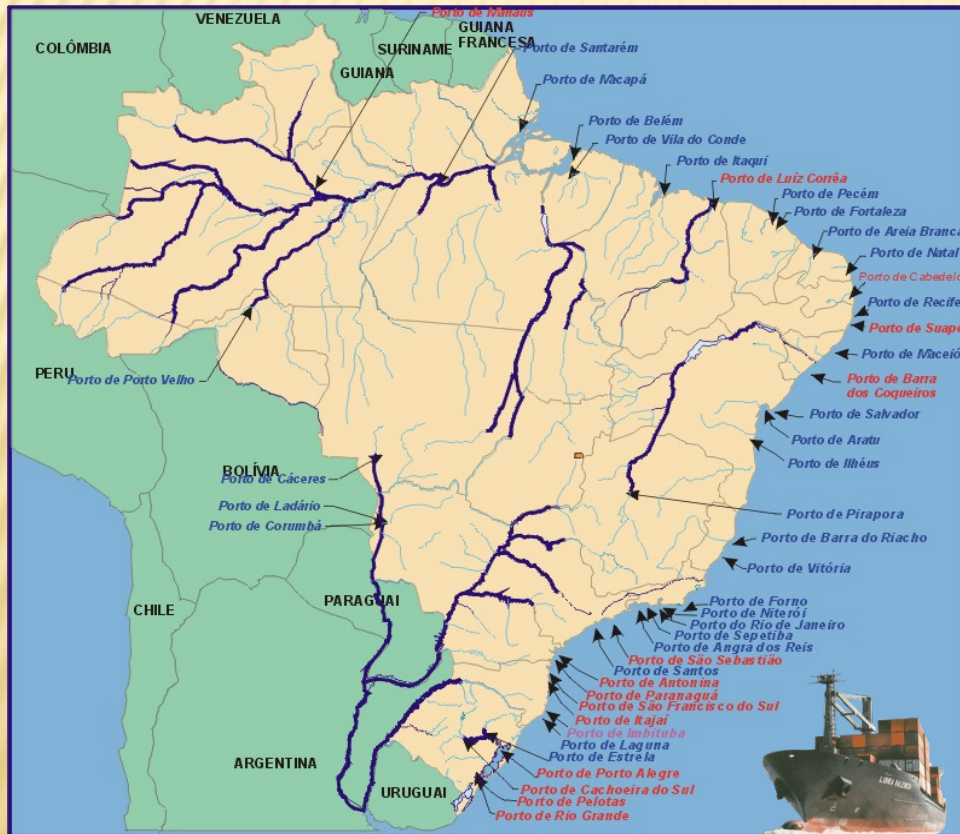 VENEZUELA
Porto de Manaus
COLÔMBIA
SURINAME
GUIANA
FRANCESA
GUIANA
Porto de Santarém
Porto de Macapá
Porto de Belém
Porto de Vila do Conde
Porto de Itaqui
Porto de Luíz Corrêa
Porto de Pecém
Porto de Fortaleza
Porto de Areia Branca
Porto de Natal
Porto de Cabedelo
Porto de Recife
Porto de Suape
Porto de Maceió
PERU
Porto de Porto Velho
Porto de Barra
dos Coqueiros
Porto de Salvador
Porto de Aratu
Porto de Ilhéus
BOLÍVIA
Porto de Cáceres
Porto de Ladário
Porto de Corumbá
Porto de Pirapora
Porto de Barra do Riacho
Porto de Vitória
PARAGUAI
CHILE
Porto de Forno
Porto de Niterói
Porto do Rio de Janeiro
Porto de Sepetiba
Porto de Angra dos Reis
Porto de São Sebastião
Porto de Santos
Porto de Antonina
Porto de Paranaguá
Porto de São Francisco do Sul
Porto de Itajaí
Porto de Imbituba
Porto de Laguna
Porto de Estrela
ARGENTINA
Porto de Porto Alegre
Porto de Cachoeira do Sul
URUGUAI
Porto de Pelotas
Porto de Rio Grande